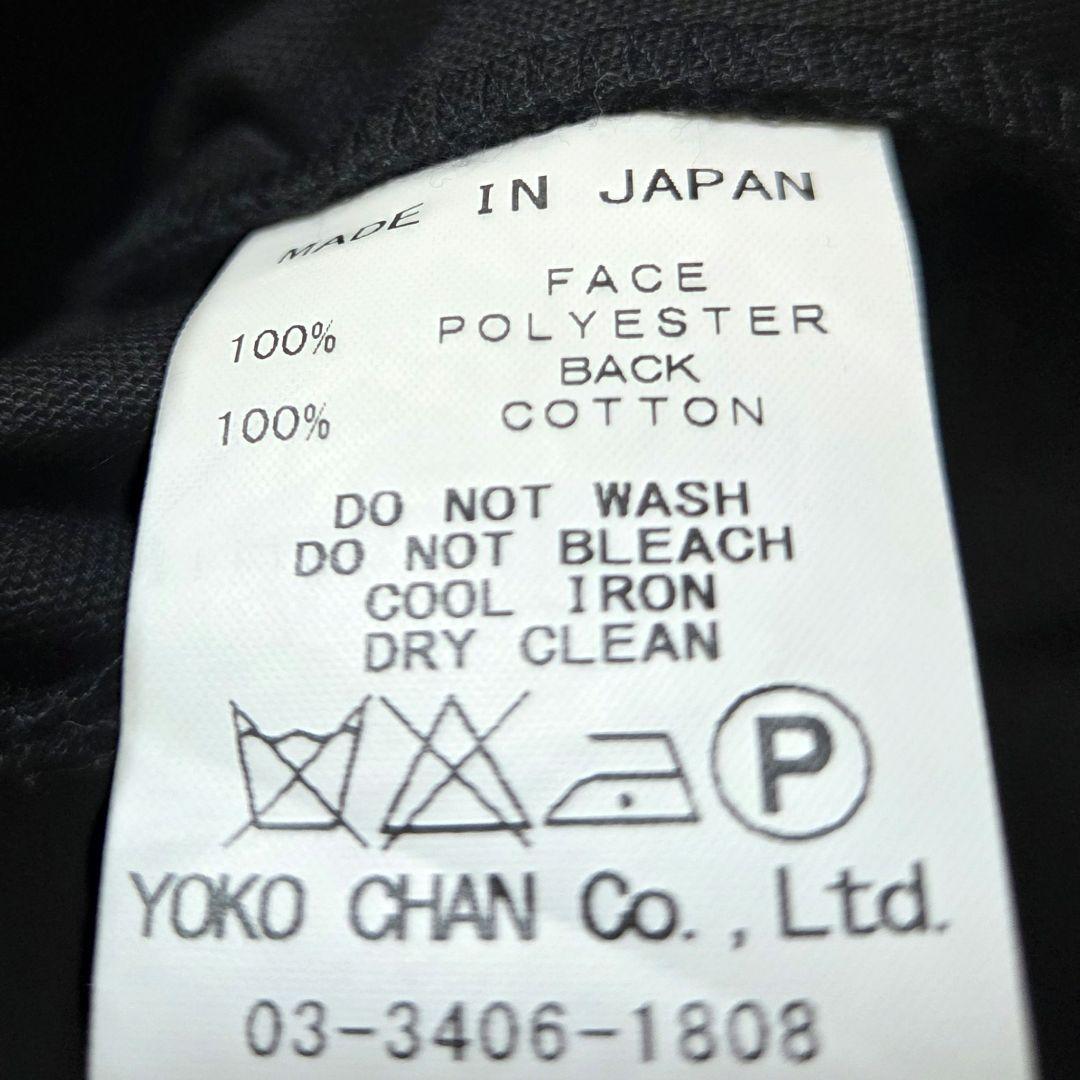 MADE IN JAPAN
FACE
100% POLYESTER
BACK
100% COTTON
DO NOT WASH
DO NOT BLEACH
COOL IRON
DRY CLEAN
P
YOKO CHAN Co., Ltd.
03-3406-1808